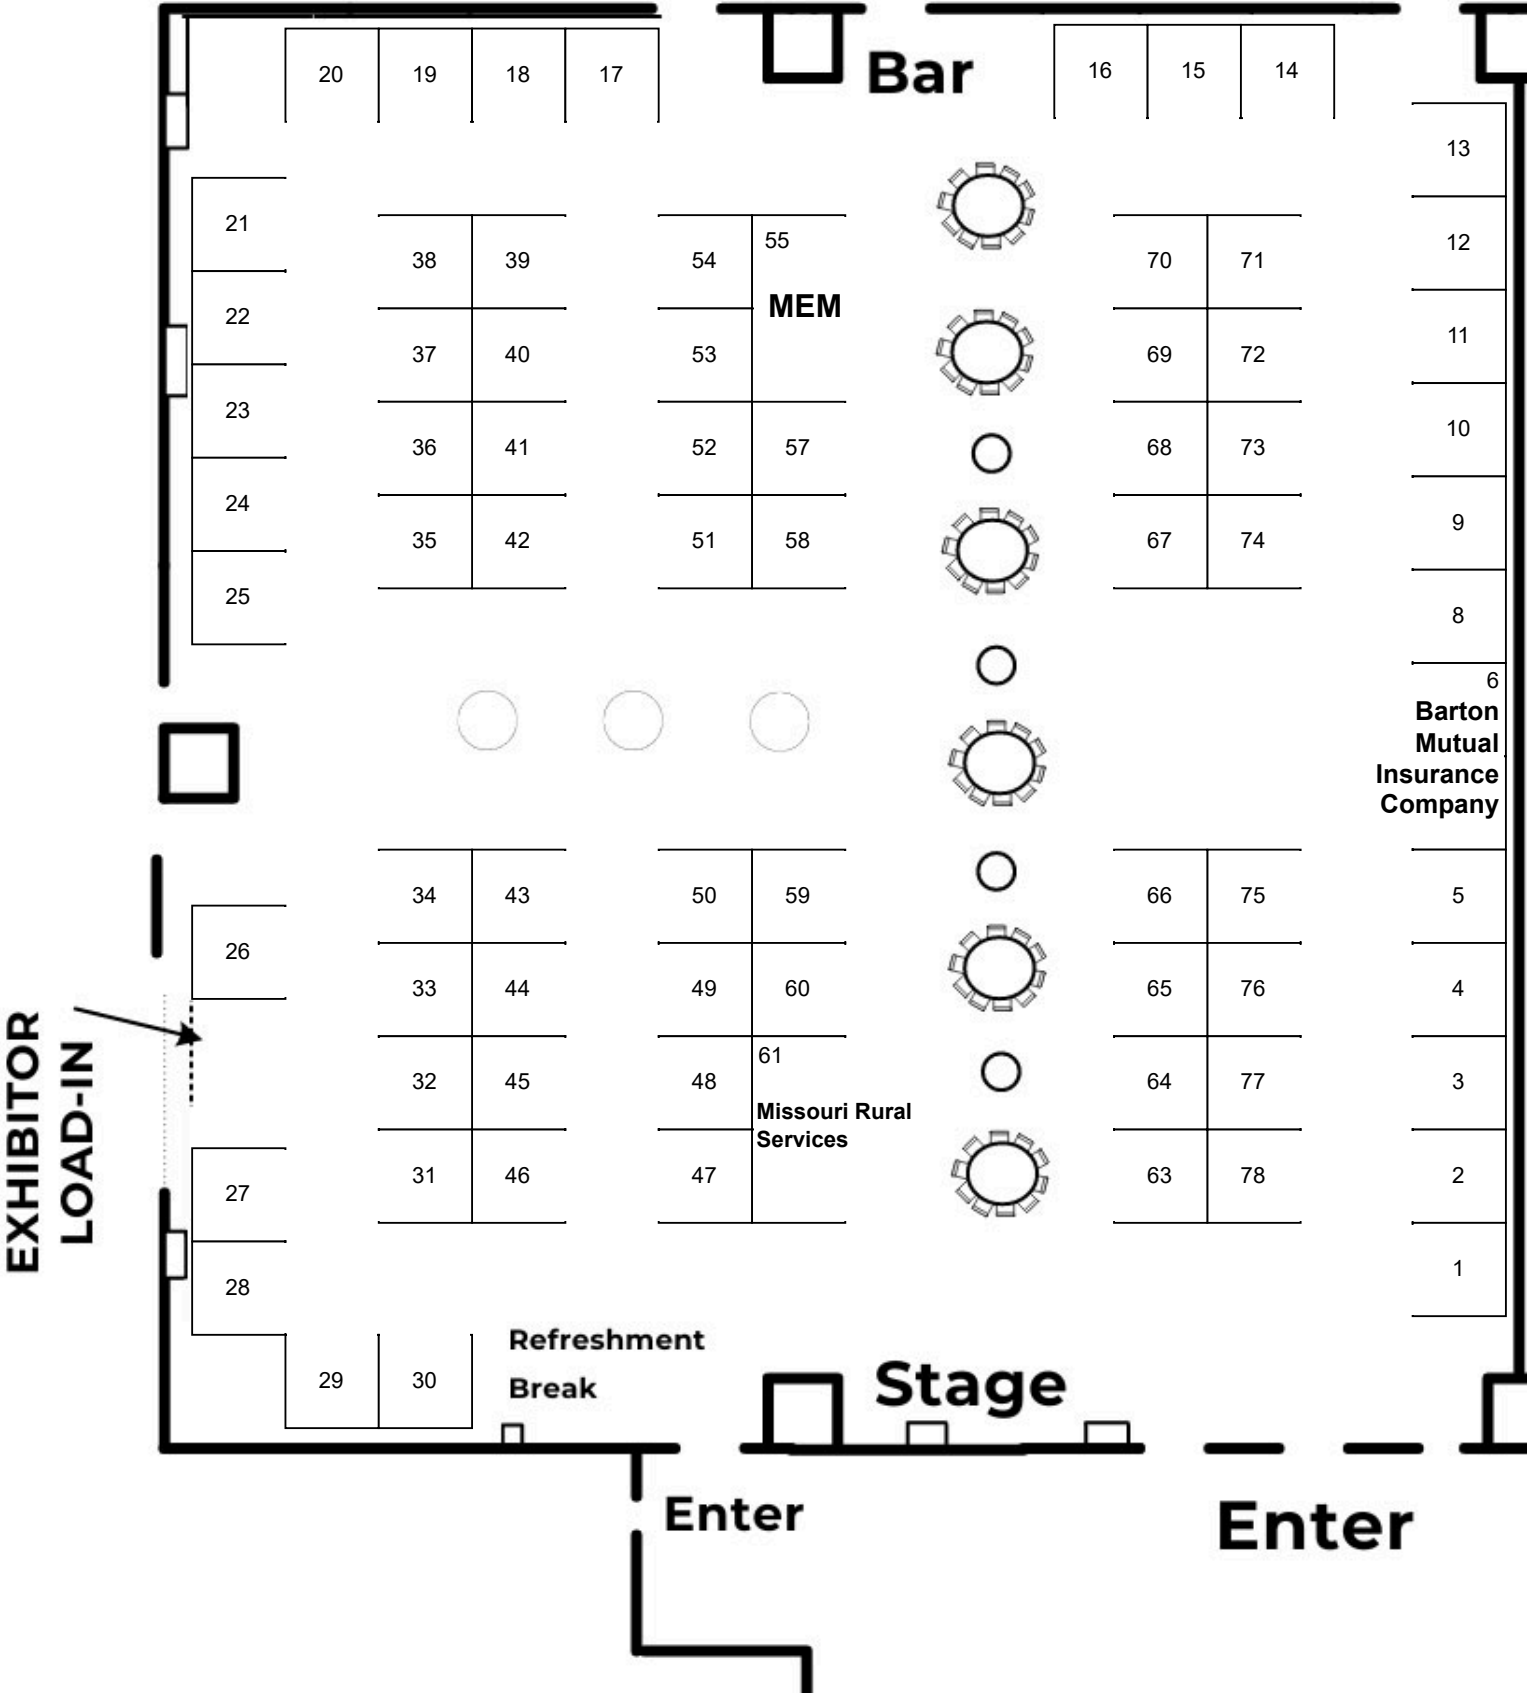 Bar
20 19 18 17
16 15 14
13
21
55
12
38 39 54 70 71
MEM
22
11
37 40 53 69 72
23
10
36 41 52 57 68 73
24
9
35 42 51 58 67 74
25
8
6
Barton
Mutual
Insurance
Company
34 43 50 59 66 75 5
26
33 44 49 60 65 76 4
EXHIBITOR
LOAD-IN
61
32 45 48 64 77 3
Missouri Rural
Services
31 46 47 63 78 2
27
1
28
Refreshment
Break
29 30
Stage
Enter
Enter